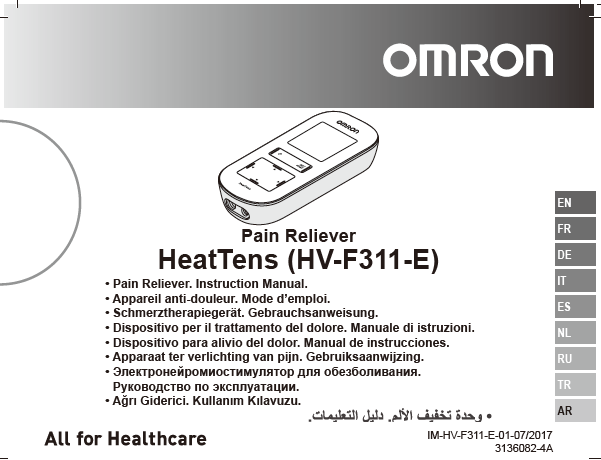 OMRON
OMRON
Pain Reliever
HeatTens (HV-F311-E)
• Pain Reliever. Instruction Manual.
• Appareil anti-douleur. Mode d’emploi.
• Schmerztherapiegerät. Gebrauchsanweisung.
• Dispositivo per il trattamento del dolore. Manuale di istruzioni.
• Dispositivo para alivio del dolor. Manual de instrucciones.
• Apparaat ter verlichting van pijn. Gebruiksaanwijzing.
• Электронейромиостимулятор для обезболивания.
Руководство по эксплуатации.
• Ağrı Giderici. Kullanım Kılavuzu.
• وحدة تخفيف الألم. دليل التعليمات.
EN
FR
DE
IT
ES
NL
RU
TR
AR
All for Healthcare
IM-HV-F311-E-01-07/2017
3136082-4A